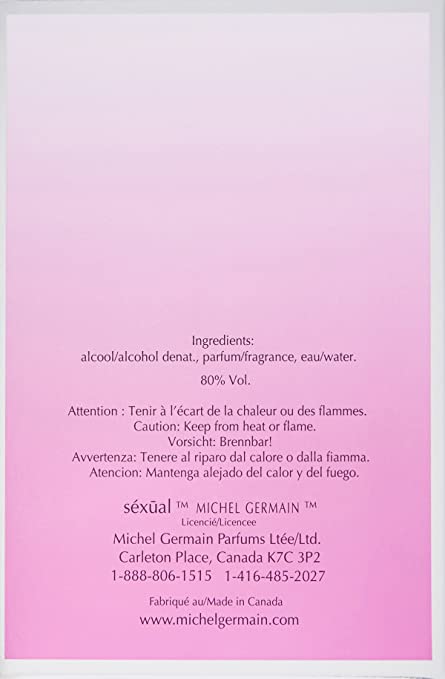 Ingredients:
alcool/alcohol denat., parfum/fragrance, eau/water.
80% Vol.
Attention : Tenir à l'écart de la chaleur ou des flammes.
Caution: Keep from heat or flame.
Vorsicht: Brennbar!
Avvertenza: Tenere al riparo dal calore o dalla fiamma.
Atencion: Mantenga alejado del calor y del fuego.
séxūal ™ MICHEL GERMAIN ™
Licencié/Licencee
Michel Germain Parfums Ltée/Ltd.
Carleton Place, Canada K7C 3P2
1-888-806-1515 1-416-485-2027
Fabriqué au/Made in Canada
www.michelgermain.com